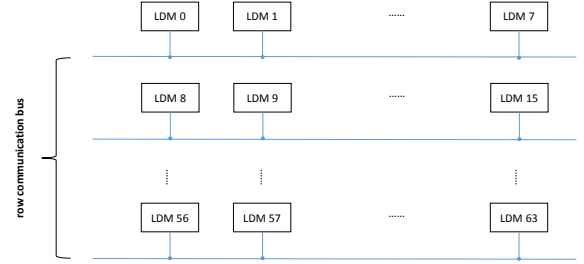 LDM 0 LDM 1 ...... LDM 7
LDM 8 LDM 9 ...... LDM 15
row communication bus
...... ...... ......
LDM 56 LDM 57 ...... LDM 63